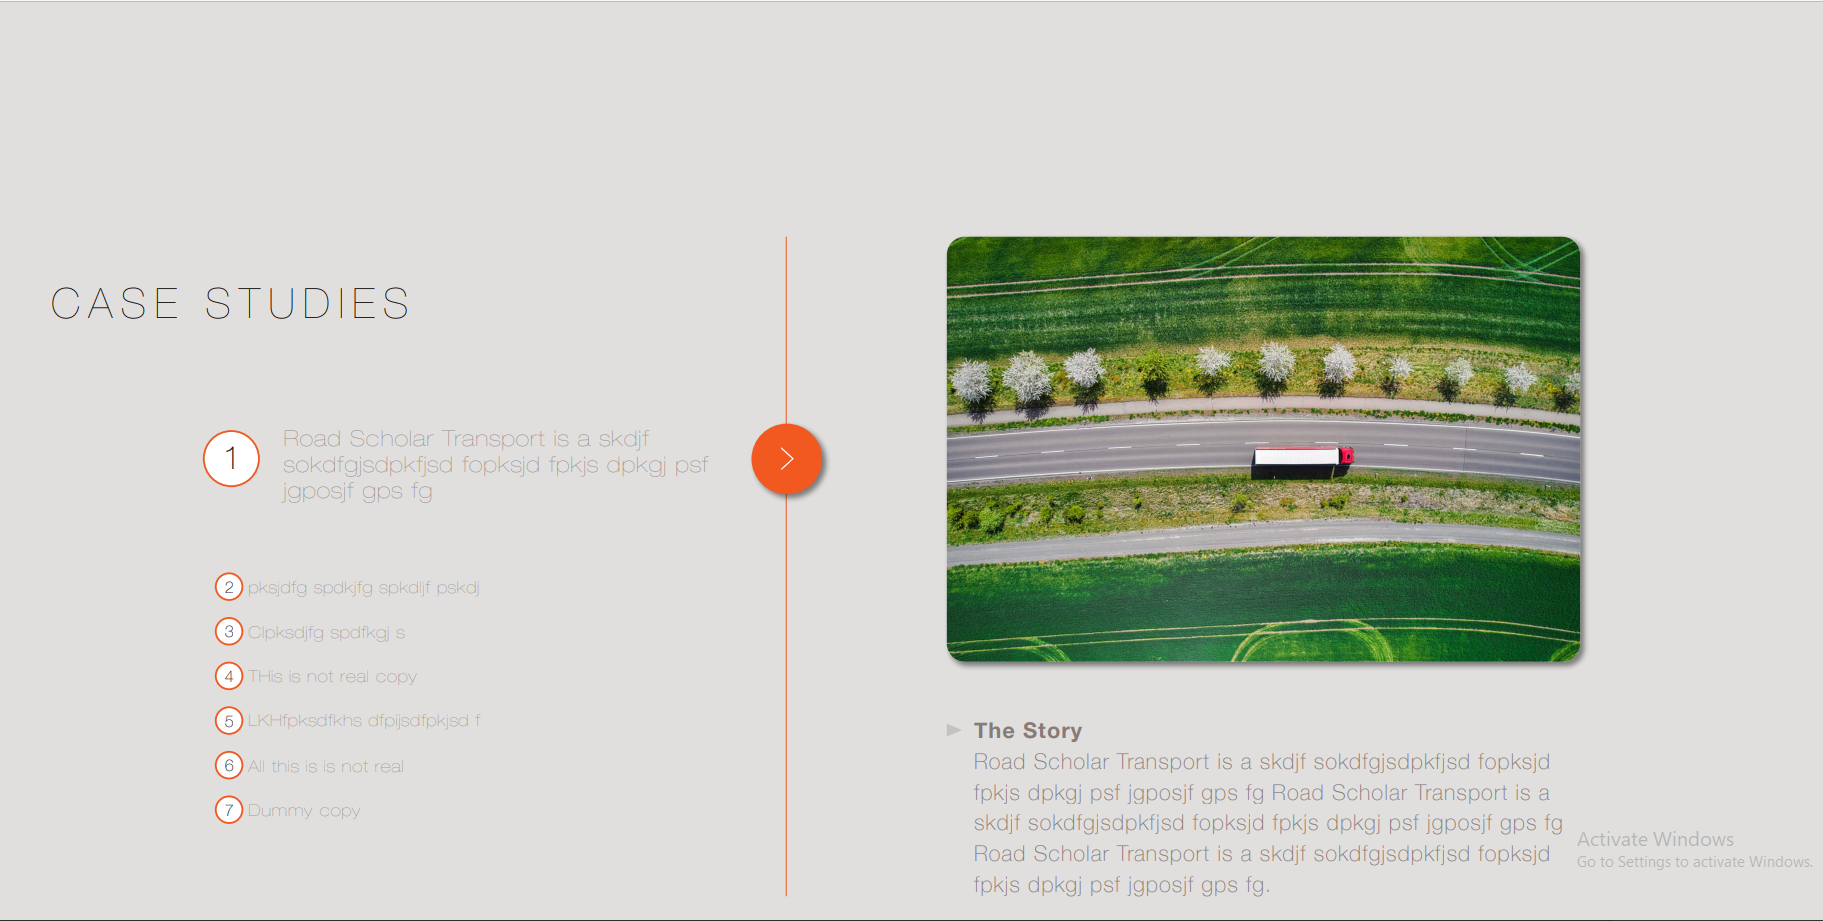 CASE STUDIES
1
Road Scholar Transport is a skdjf
sokdfgjsdpkfjsd fopksjd fpkjs dpkgj psf
jgposjf gps fg
2 pksjdfg spdkjfg spkdljf pskdj
3 Clpksdjfg spdfkgj s
4 THis is not real copy
5 LKHfpksdfkhs dfpijsdfpkjsd f
6 All this is is not real
7 Dummy copy
The Story
Road Scholar Transport is a skdjf sokdfgjsdpkfjsd fopksjd
fpkjs dpkgj psf jgposjf gps fg Road Scholar Transport is a
skdjf sokdfgjsdpkfjsd fopksjd fpkjs dpkgj psf jgposjf gps fg
Road Scholar Transport is a skdjf sokdfgjsdpkfjsd fopksjd
fpkjs dpkgj psf jgposjf gps fg.
Activate Windows
Go to Settings to activate Windows.